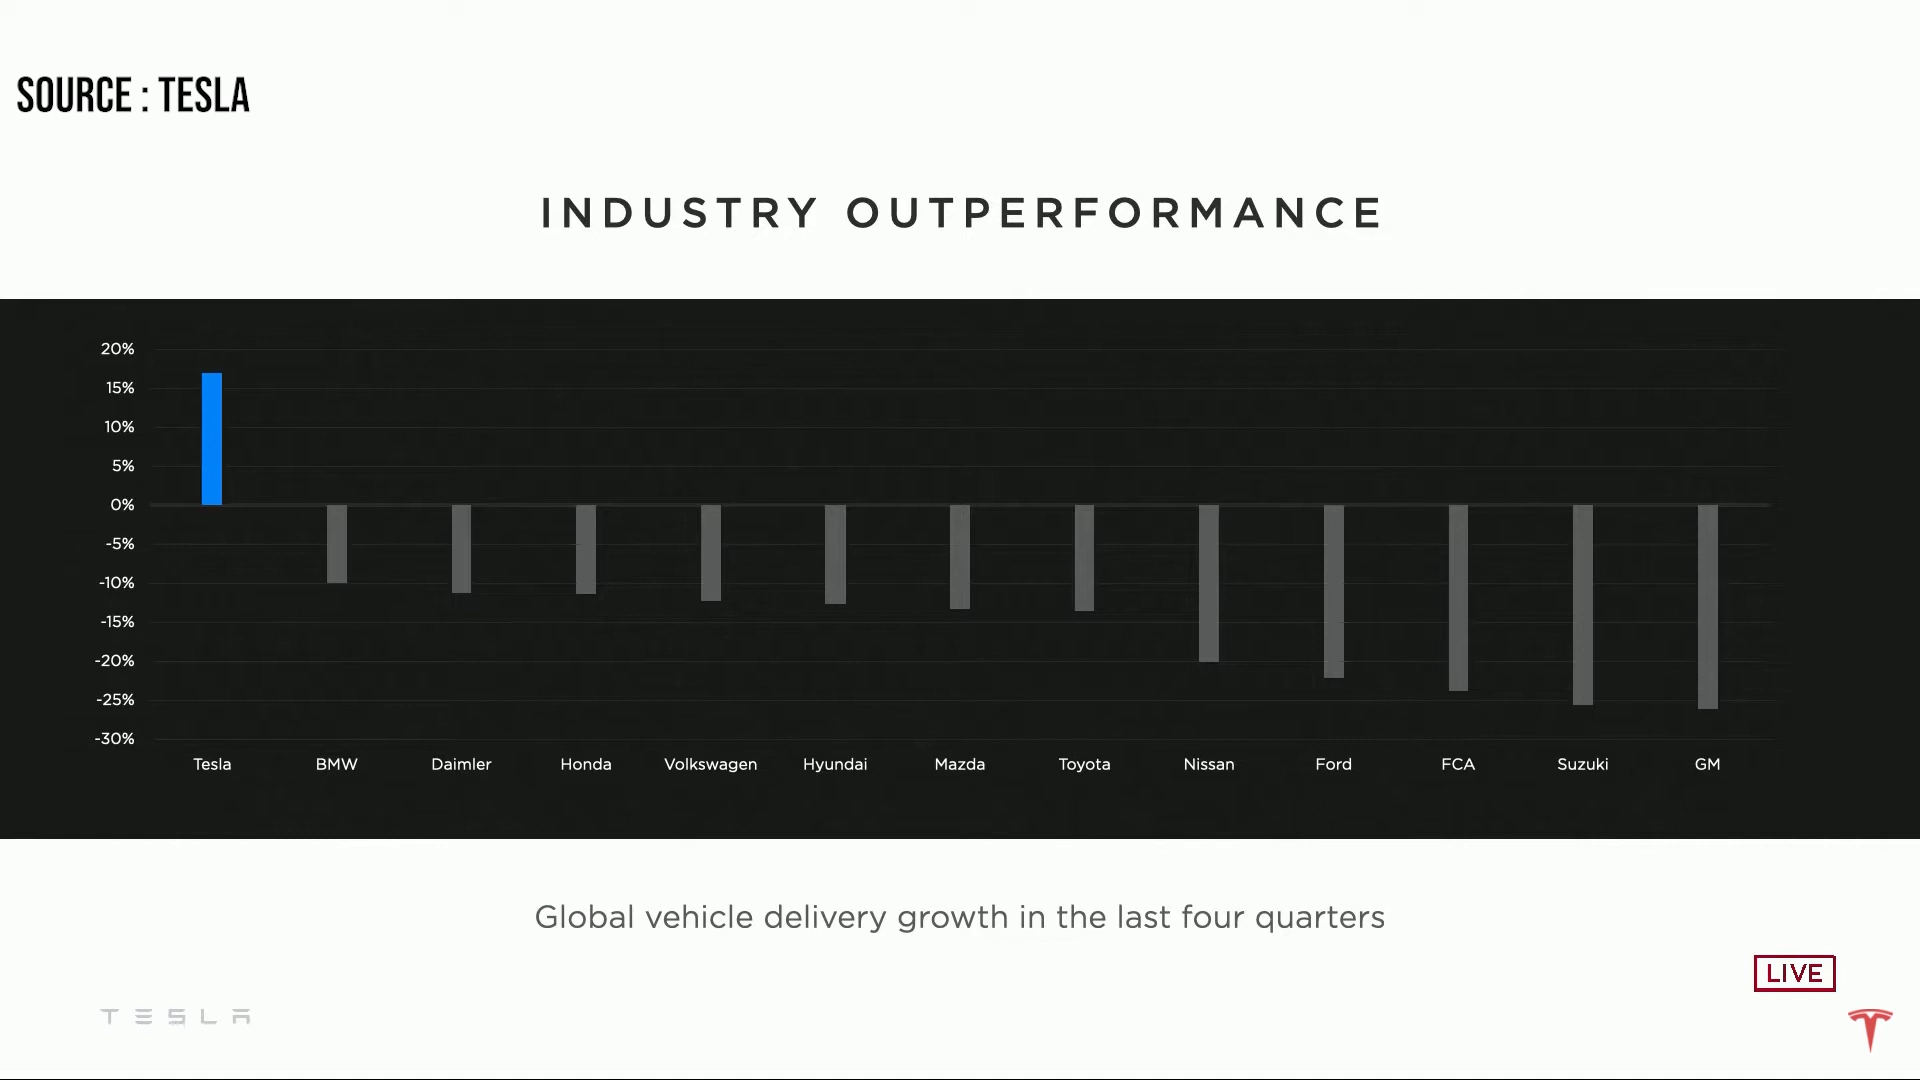 SOURCE : TESLA
INDUSTRY OUTPERFORMANCE
20%
15%
10%
5%
0%
-5%
-10%
-15%
-20%
-25%
-30%
Tesla BMW Daimler Honda Volkswagen Hyundai Mazda Toyota Nissan Ford FCA Suzuki GM
Global vehicle delivery growth in the last four quarters
LIVE
TESLA